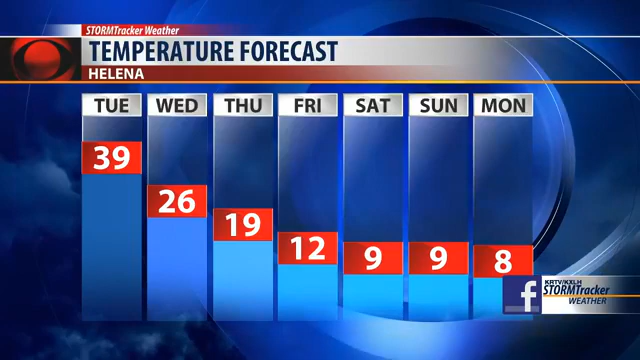 STORMTracker Weather
TEMPERATURE FORECAST
HELENA
TUE WED THU FRI SAT SUN MON
39 26 19 12 9 9 8
f
KRTV/KXLH
STORMTracker
WEATHER